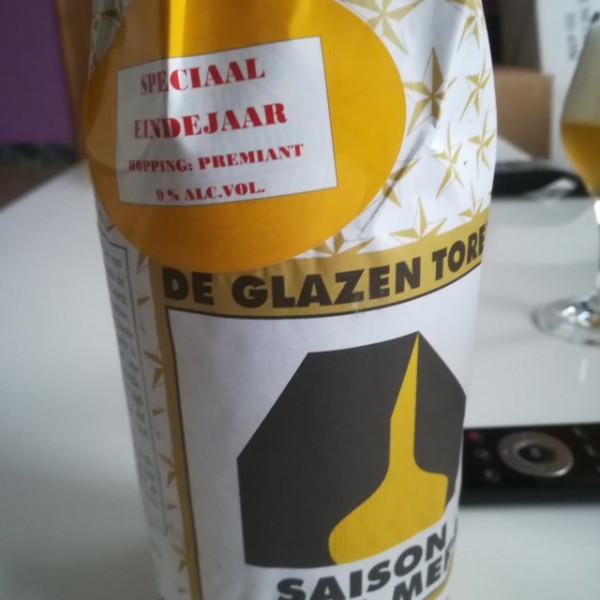 SPECIAAL
EINDEJAAR
HOPPING: PREMIANT
9 % ALC.VOL.
DE GLAZEN TORE
SAISON
MER